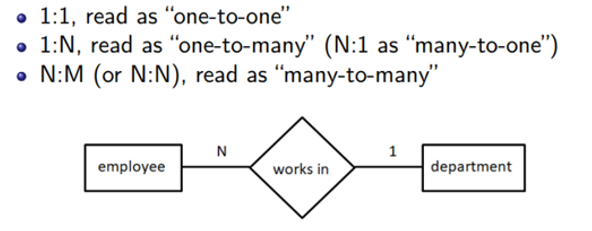 1:1, read as “one-to-one”
1:N, read as “one-to-many” (N:1 as “many-to-one”)
N:M (or N:N), read as “many-to-many”
N 1
employee works in department